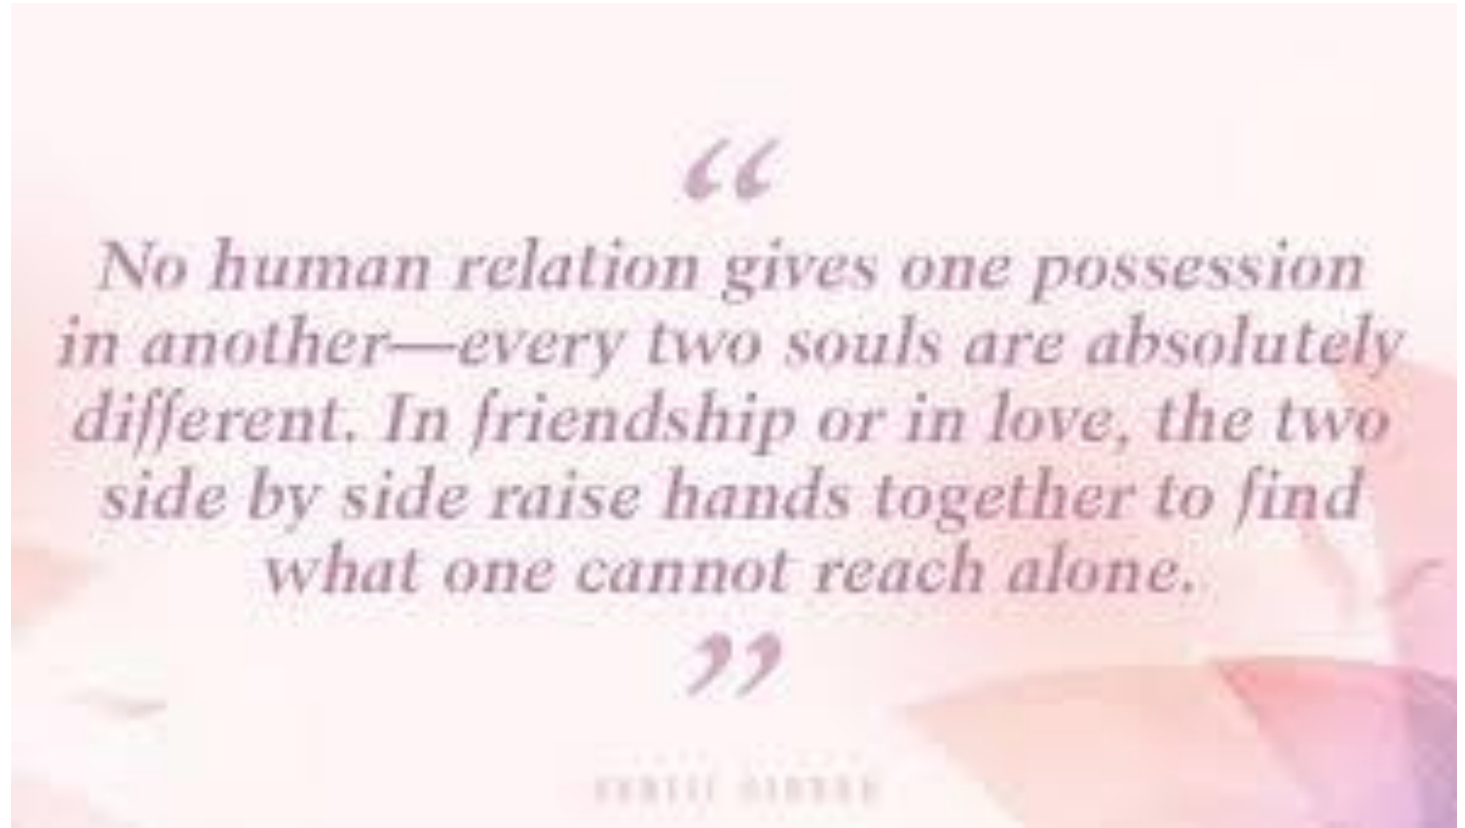 “
No human relation gives one possession
in another—every two souls are absolutely
different. In friendship or in love, the two
side by side raise hands together to find
what one cannot reach alone.
”